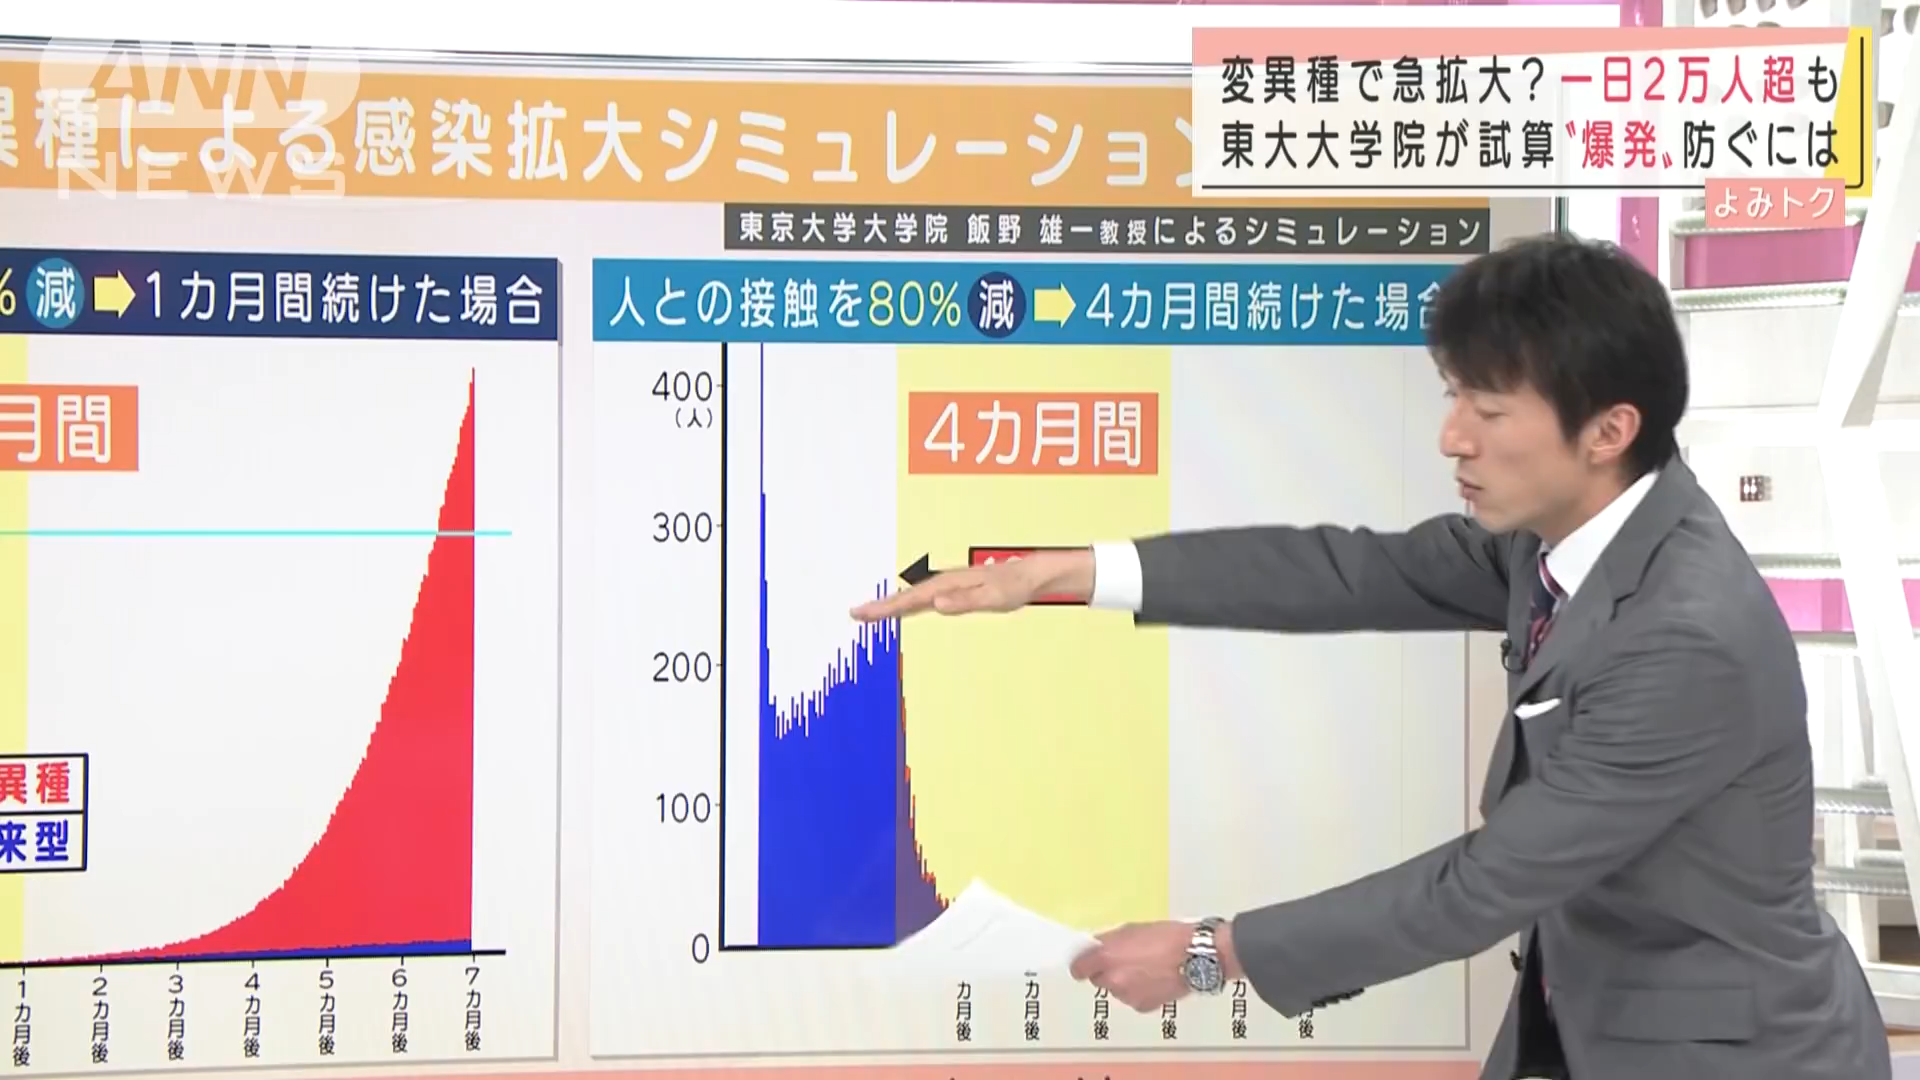 ANN
NEWS
変異種で急拡大?一日2万人超も
東大大学院が試算〝爆発〟防ぐには
よみトク
異種による感染拡大シミュレーション
東京大学大学院 飯野 雄一教授によるシミュレーション
% 減 ➡ 1カ月間続けた場合
月間
異種
来型
1カ月後
2カ月後
3カ月後
4カ月後
5カ月後
6カ月後
7カ月後
人との接触を80% 減 ➡ 4カ月間続けた場合
4カ月間
400
(人)
300
200
100
0
カ月後
カ月後
カ月後
月後
カ月後
月後